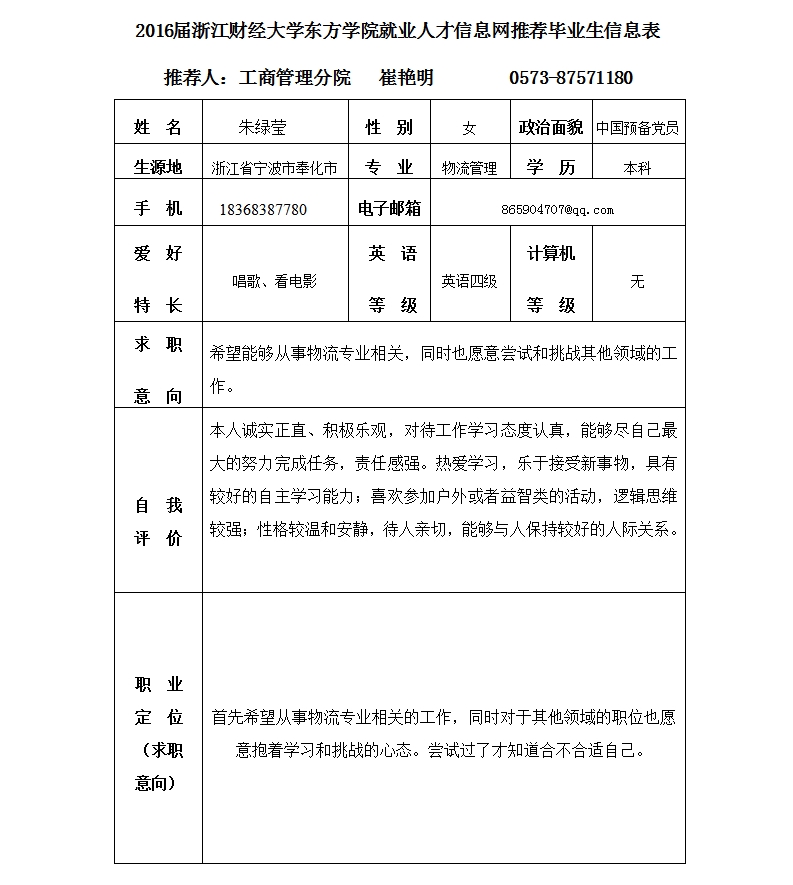 2016届浙江财经大学东方学院就业人才信息网推荐毕业生信息表
推荐人：工商管理分院 崔艳明 0573-87571180
姓 名 朱绿莹 性 别 女 政治面貌 中国预备党员
生源地 浙江省宁波市奉化市 专 业 物流管理 学 历 本科
手 机 18368387780 电子邮箱 865904707@qq.com
爱 好 英 语 计算机
唱歌、看电影 英语四级 无
特 长 等 级 等 级
求 职
希望能够从事物流专业相关，同时也愿意尝试和挑战其他领域的工
作。
意 向
本人诚实正直、积极乐观，对待工作学习态度认真，能够尽自己最
大的努力完成任务，责任感强。热爱学习，乐于接受新事物，具有
较好的自主学习能力；喜欢参加户外或者益智类的活动，逻辑思维
较强；性格较温和安静，待人亲切，能够与人保持较好的人际关系。
自 我
评 价
职 业
定 位
（求职
意向）
首先希望从事物流专业相关的工作，同时对于其他领域的职位也愿
意抱着学习和挑战的心态。尝试过了才知道合不合适自己。